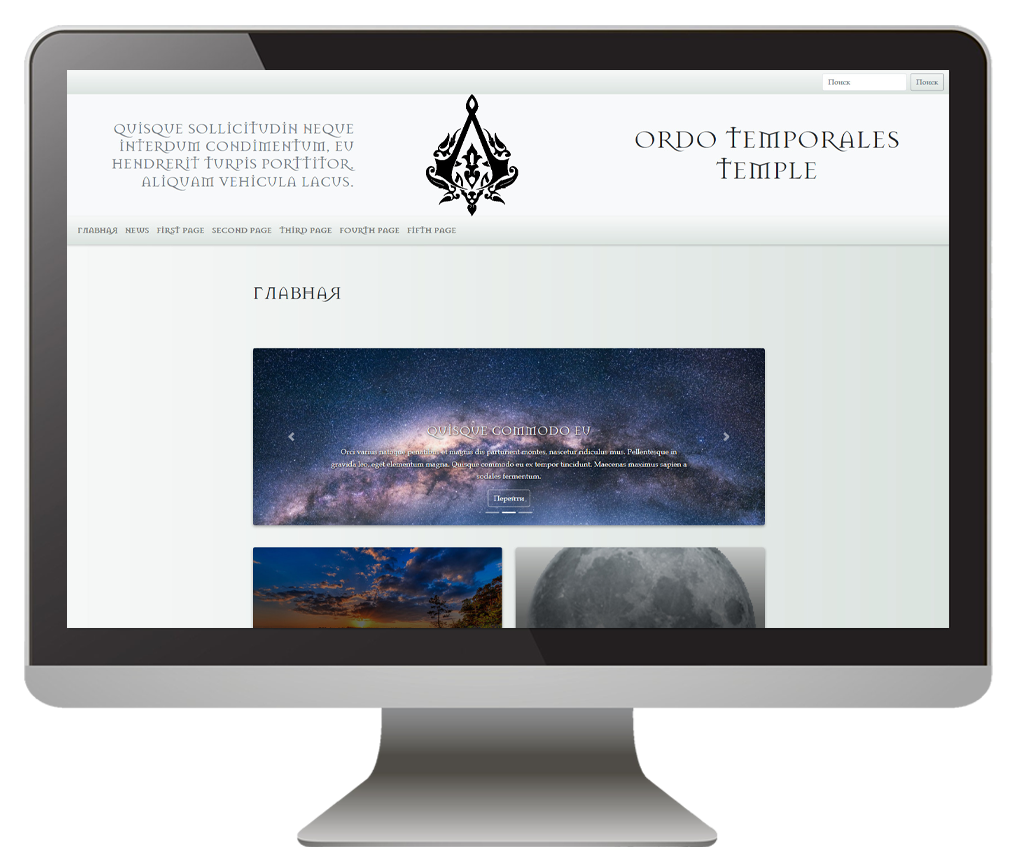 Поиск Поиск
QUISQUE SOLLICITUDIN NEQUE
INTERDUM CONDIMENTUM, EU
HENDRERIT TURPIS PORTTITOR.
ALIQUAM VEHICULA LACUS.
ORDO TEMPORALES
TEMPLE
ГЛАВНАЯ NEWS FIRST PAGE SECOND PAGE THIRD PAGE FOURTH PAGE FIFTH PAGE
ГЛАВНАЯ
QUISQUE COMMODO EU
Orci varius natoque penatibus et magnis dis parturient montes, nascetur ridiculus mus. Pellentesque in
gravida leo, eget elementum magna. Quisque commodo eu ex tempor tincidunt. Maecenas maximus sapien a
sodales fermentum.
Перейти